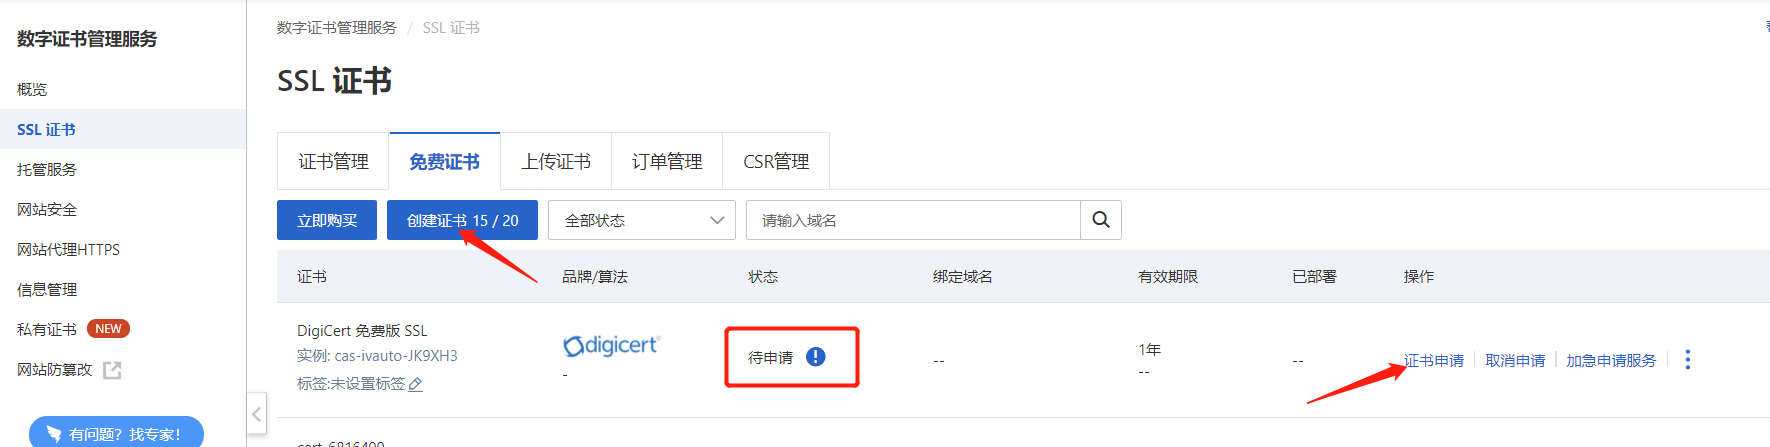 数字证书管理服务
概览
SSL 证书
托管服务
网站安全
网站代理HTTPS
信息管理
私有证书 NEW
网站防篡改
有问题? 找专家!
数字证书管理服务 / SSL 证书
SSL 证书
证书管理 免费证书 上传证书 订单管理 CSR管理
立即购买 创建证书 15 / 20 全部状态 请输入域名
证书 品牌/算法 状态 绑定域名 有效期限 已部署 操作
DigiCert 免费版 SSL
实例: cas-ivauto-JK9XH3
标签:未设置标签
digicert
-
待申请
--
1年
--
--
证书申请 取消申请 加急申请服务
cert-6816490